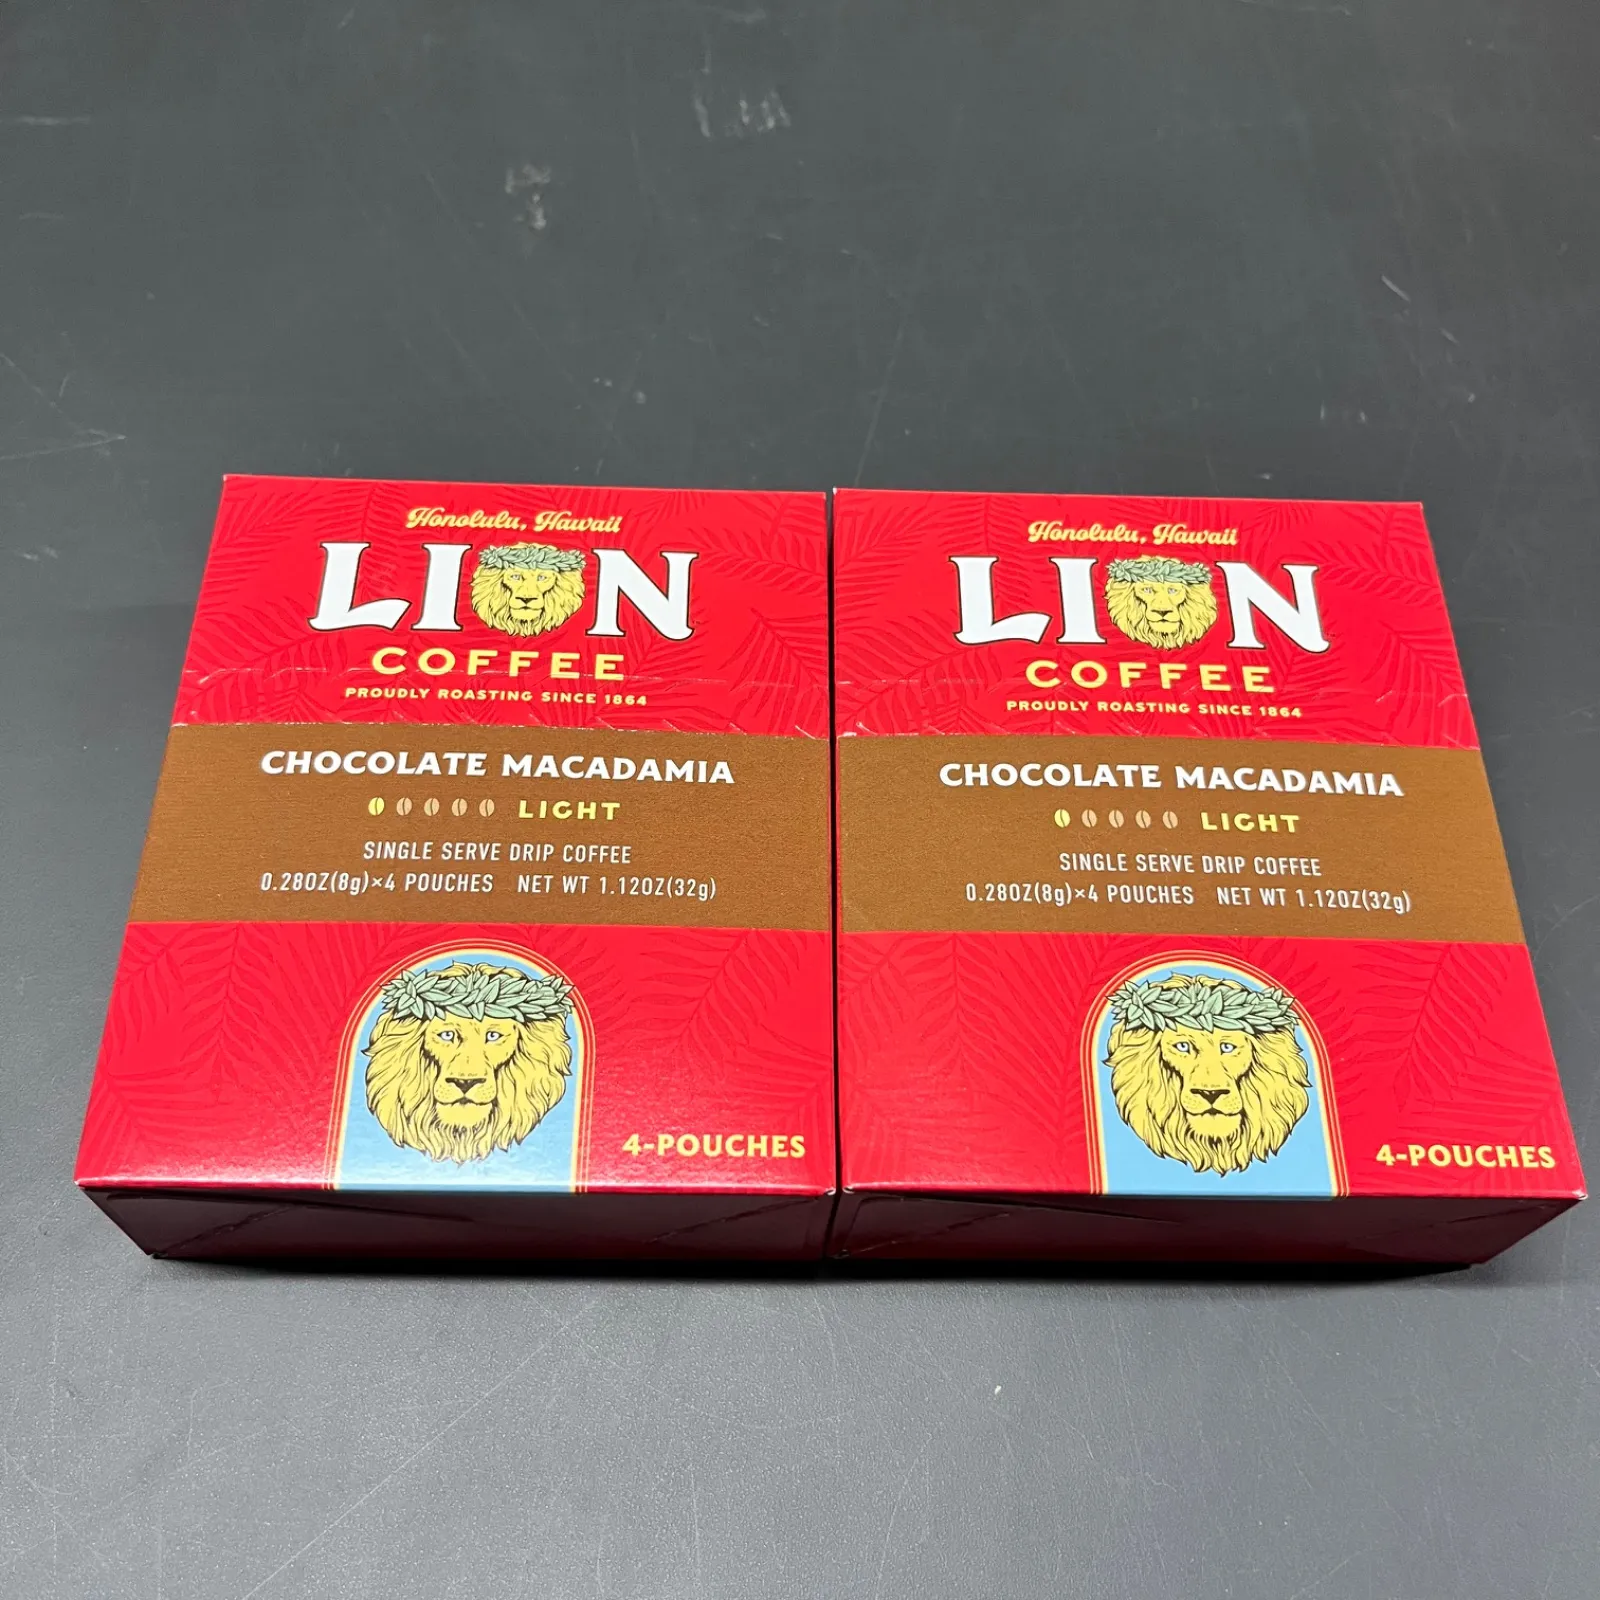 Honolulu, Hawaii
LION
COFFEE
PROUDLY ROASTING SINCE 1864
CHOCOLATE MACADAMIA
LIGHT
SINGLE SERVE DRIP COFFEE
0.28OZ(8g)×4 POUCHES NET WT 1.12OZ(32g)
4-POUCHES
Honolulu, Hawaii
LION
COFFEE
PROUDLY ROASTING SINCE 1864
CHOCOLATE MACADAMIA
LIGHT
SINGLE SERVE DRIP COFFEE
0.28OZ(8g)×4 POUCHES NET WT 1.12OZ(32g)
4-POUCHES